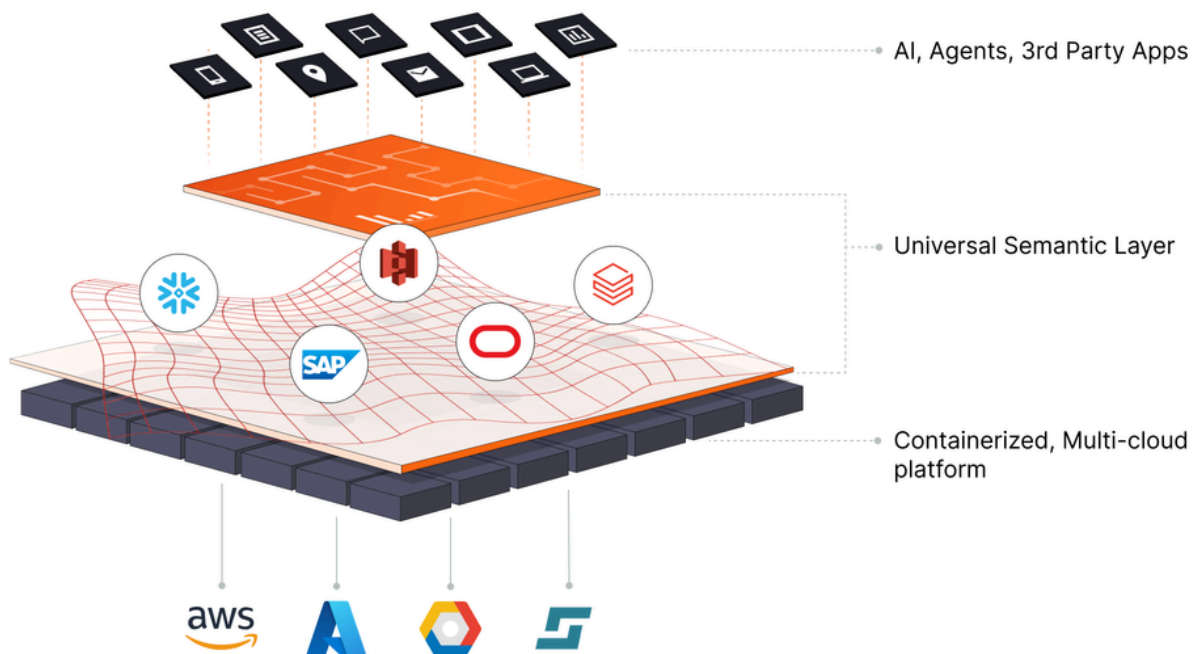 AI, Agents, 3rd Party Apps
Universal Semantic Layer
SAP
Containerized, Multi-cloud
platform
aws